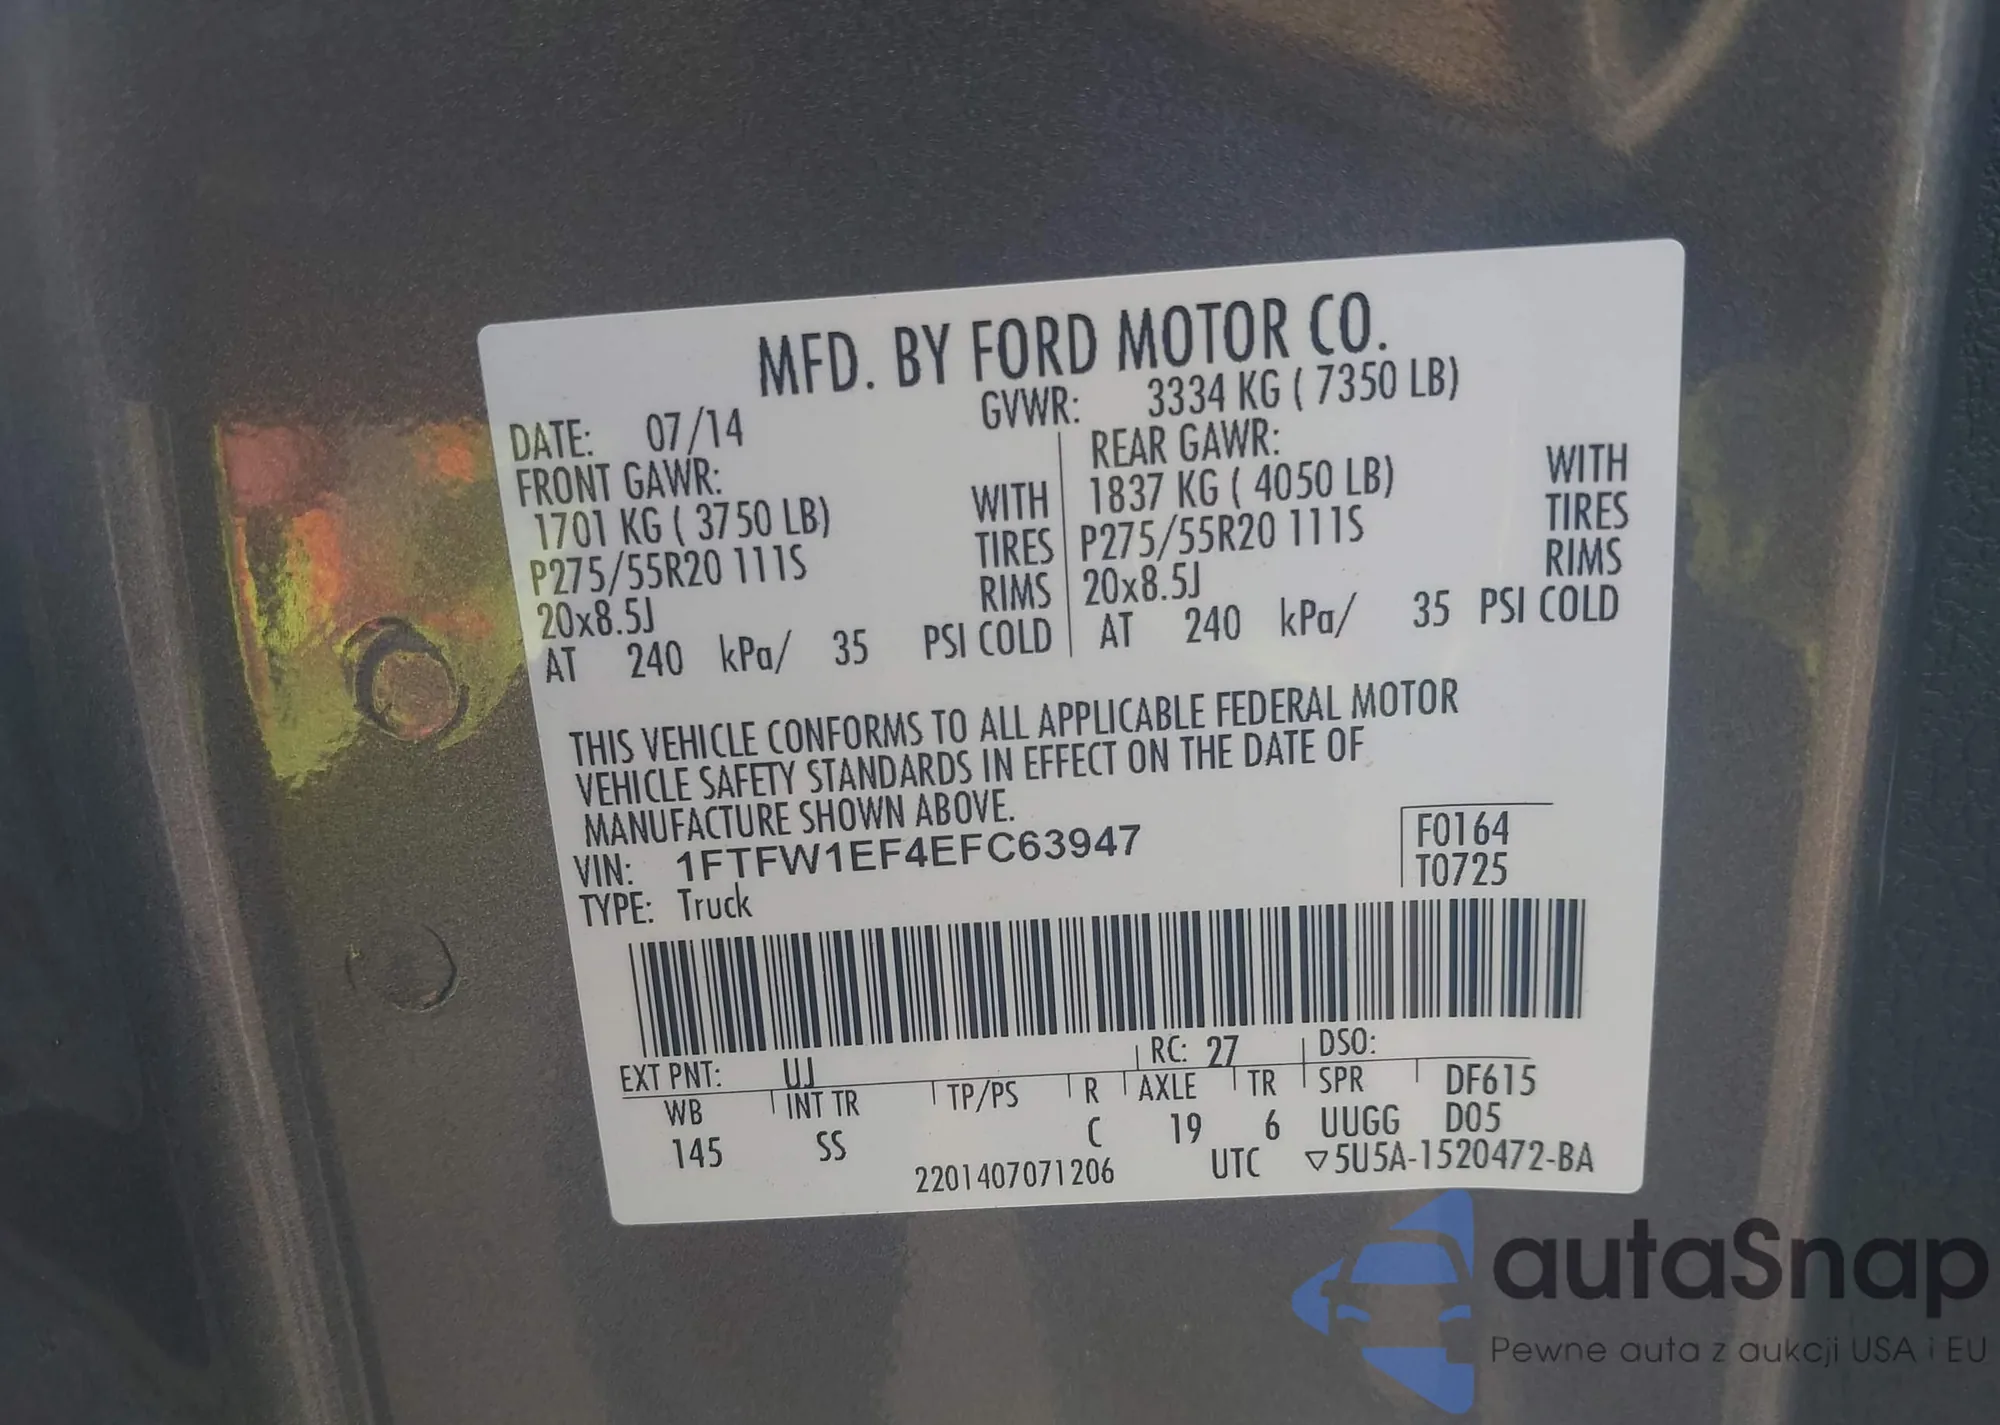 MFD. BY FORD MOTOR CO.
DATE: 07/14 GVWR: 3334 KG ( 7350 LB)
FRONT GAWR: REAR GAWR:
1701 KG ( 3750 LB) WITH 1837 KG ( 4050 LB) WITH
P275/55R20 111S TIRES P275/55R20 111S TIRES
20x8.5J RIMS 20x8.5J RIMS
AT 240 kPa/ 35 PSI COLD AT 240 kPa/ 35 PSI COLD
THIS VEHICLE CONFORMS TO ALL APPLICABLE FEDERAL MOTOR
VEHICLE SAFETY STANDARDS IN EFFECT ON THE DATE OF
MANUFACTURE SHOWN ABOVE.
VIN: 1FTFW1EF4EFC63947 F0164
TYPE: Truck T0725
EXT PNT: UJ RC: 27 DSO:
WB INT TR TP/PS R AXLE TR SPR DF615
145 SS C 19 6 UUGG D05
2201407071206 UTC ▽5U5A-1520472-BA
autaSnap
Pewne auta z aukcji USA i EU